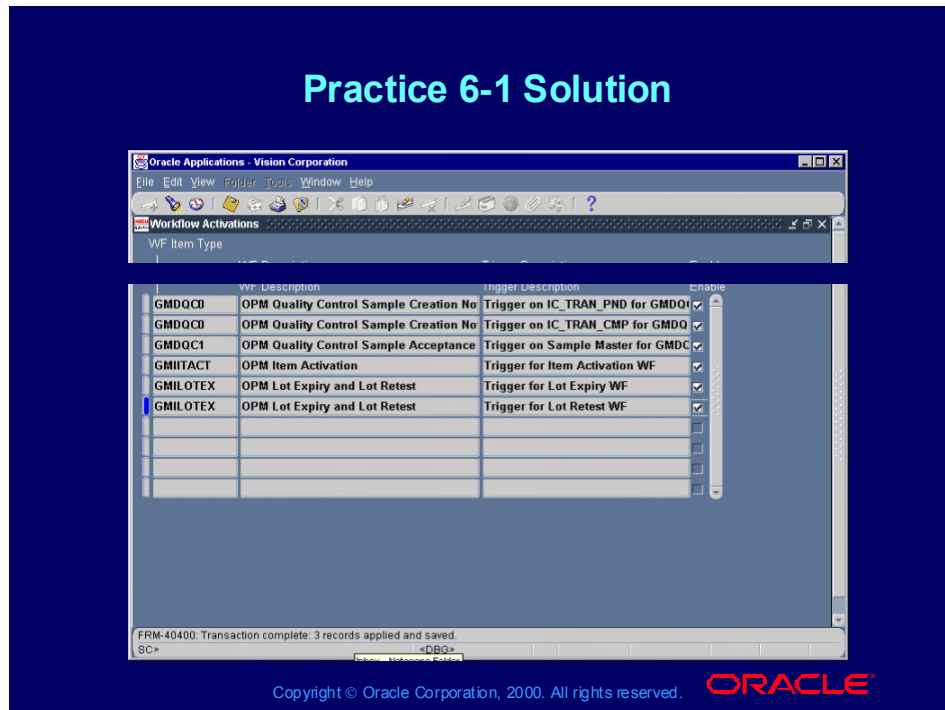 Practice 6-1 Solution
Oracle Applications - Vision Corporation
File Edit View Folder Tools Window Help
Workflow Activations
WF Item Type
WF Description Trigger Description Enable
GMDQC0 OPM Quality Control Sample Creation No Trigger on IC_TRAN_PND for GMDQ
GMDQC0 OPM Quality Control Sample Creation No Trigger on IC_TRAN_CMP for GMDQ
GMDQC1 OPM Quality Control Sample Acceptance Trigger on Sample Master for GMDC
GMIITACT OPM Item Activation Trigger for Item Activation WF
GMILOTEX OPM Lot Expiry and Lot Retest Trigger for Lot Expiry WF
GMILOTEX OPM Lot Expiry and Lot Retest Trigger for Lot Retest WF
FRM-40400: Transaction complete: 3 records applied and saved.
SC> <DBG>
Copyright © Oracle Corporation, 2000. All rights reserved. ORACLE